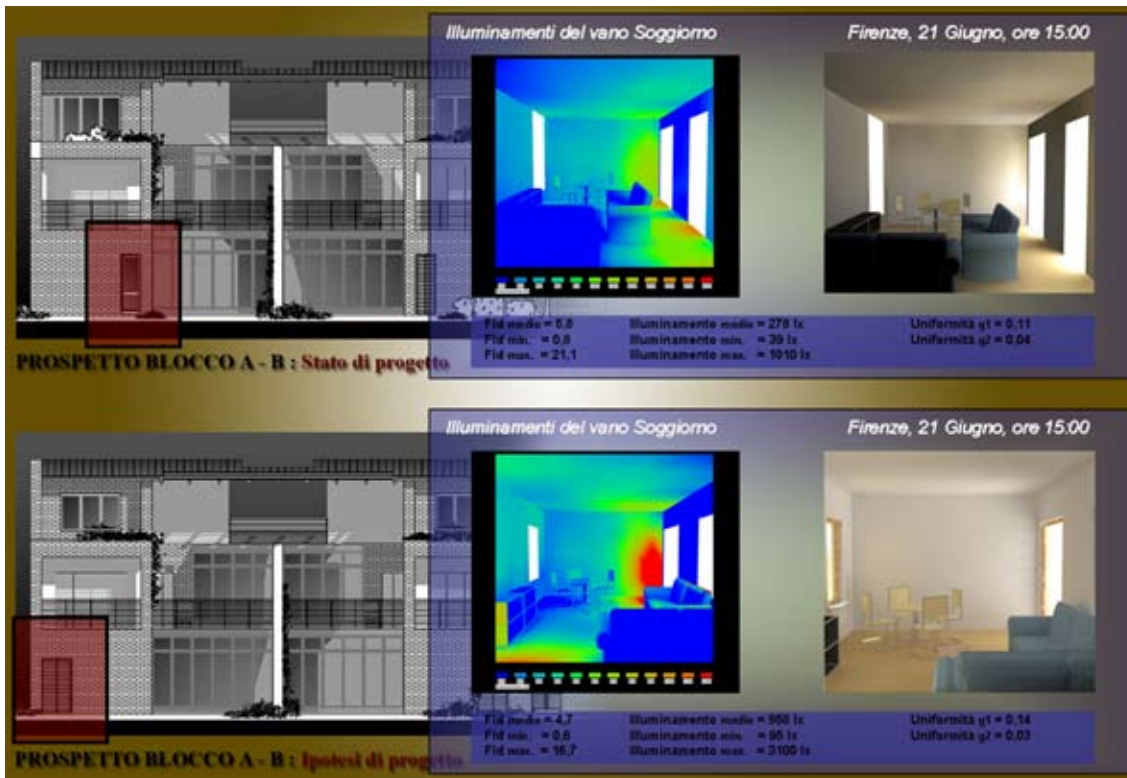 Illuminamenti del vano Soggiorno
Firenze, 21 Giugno, ore 15:00
Fld medio = 5,8 Illuminamento medio = 278 lx Uniformità g1 = 0,11
Fld min. = 0,8 Illuminamento min. = 39 lx Uniformità g2 = 0,04
Fld max. = 21,1 Illuminamento max. = 1010 lx
PROSPETTO BLOCCO A - B : Stato di progetto
Illuminamenti del vano Soggiorno
Firenze, 21 Giugno, ore 15:00
Fld medio = 4,7 Illuminamento medio = lx Uniformità g1 = 0,14
Fld min. = 0,6 Illuminamento min. = 95 lx Uniformità g2 = 0,03
Fld max. = 16,7 Illuminamento max. = 3100 lx
PROSPETTO BLOCCO A - B : Ipotesi di progetto